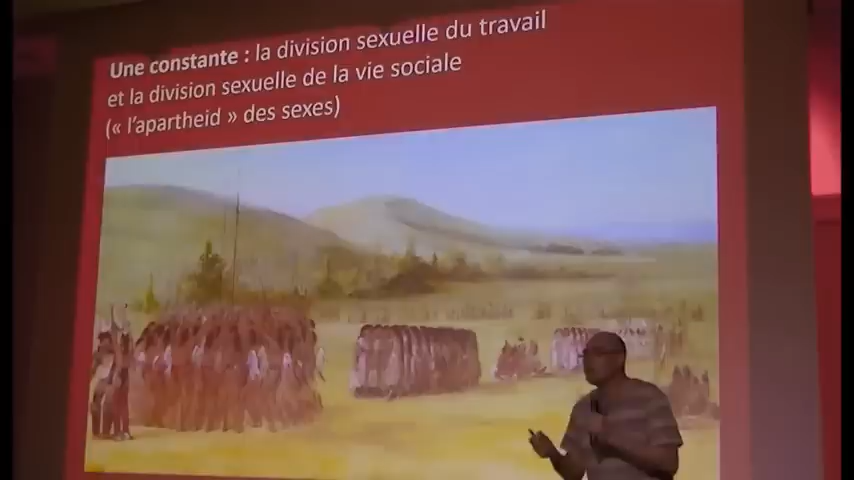 Une constante : la division sexuelle du travail
et la division sexuelle de la vie sociale
(« l'apartheid » des sexes)